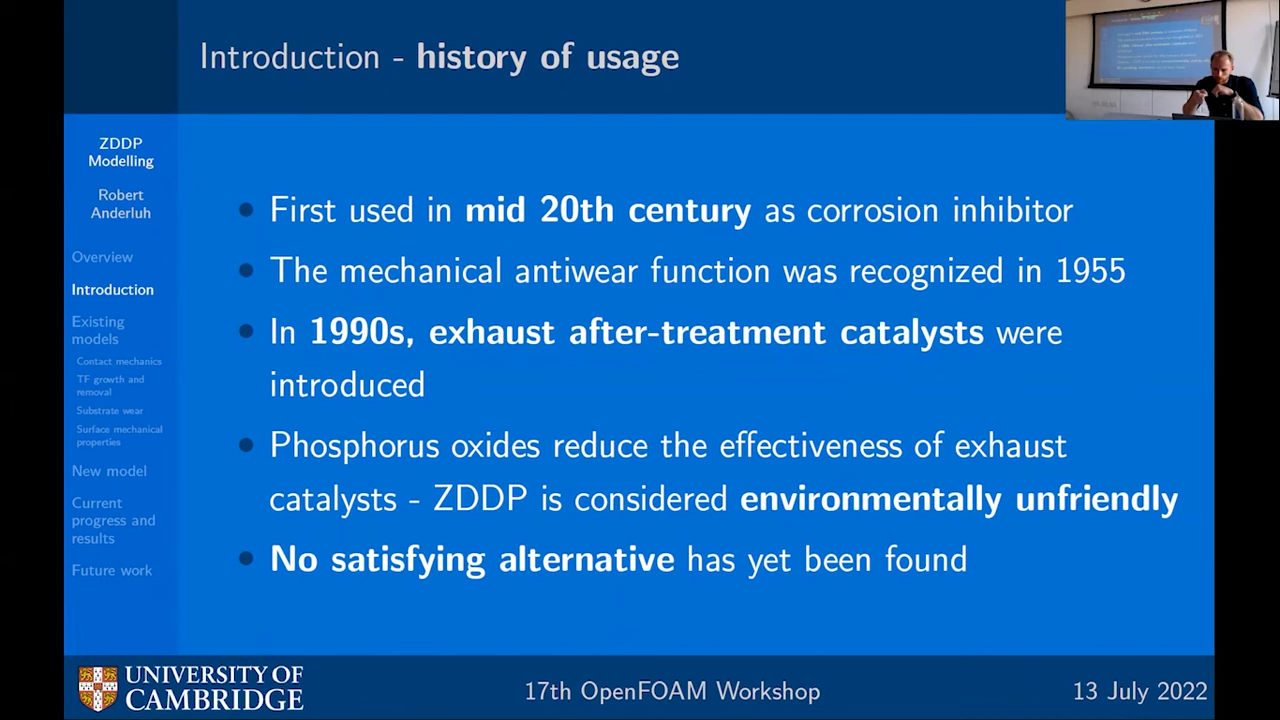 Introduction - history of usage
ZDDP
Modelling
Robert
Anderluh
Overview
Introduction
Existing
models
Contact mechanics
TF growth and
removal
Substrate wear
Surface mechanical
properties
New model
Current
progress and
results
Future work
First used in mid 20th century as corrosion inhibitor
The mechanical antiwear function was recognized in 1955
In 1990s, exhaust after-treatment catalysts were
introduced
Phosphorus oxides reduce the effectiveness of exhaust
catalysts - ZDDP is considered environmentally unfriendly
No satisfying alternative has yet been found
UNIVERSITY OF
CAMBRIDGE
17th OpenFOAM Workshop
13 July 2022